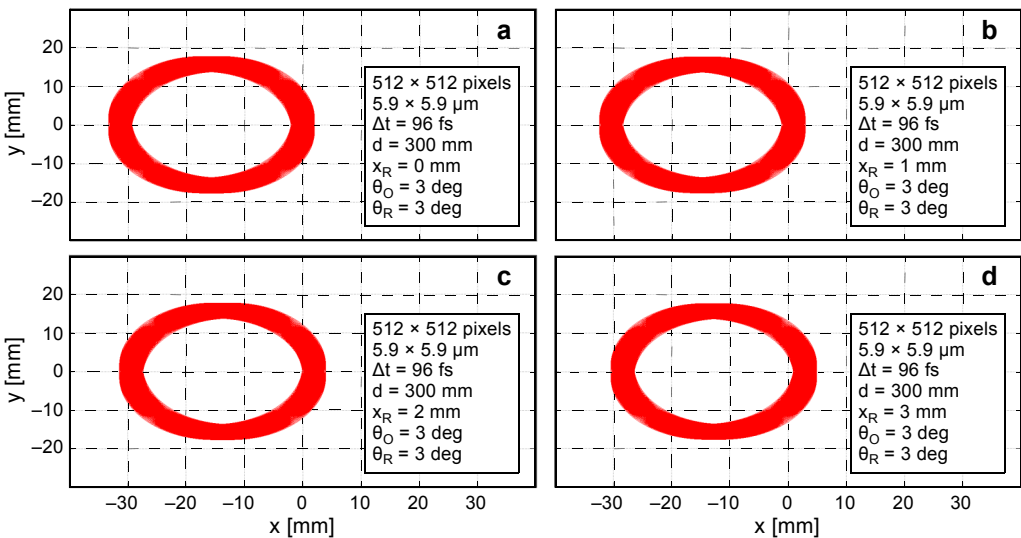 a
y [mm]
20
10
0
–10
–20
512 × 512 pixels
5.9 × 5.9 µm
Δt = 96 fs
d = 300 mm
x_R = 0 mm
θ_O = 3 deg
θ_R = 3 deg
b
512 × 512 pixels
5.9 × 5.9 µm
Δt = 96 fs
d = 300 mm
x_R = 1 mm
θ_O = 3 deg
θ_R = 3 deg
c
y [mm]
20
10
0
–10
–20
512 × 512 pixels
5.9 × 5.9 µm
Δt = 96 fs
d = 300 mm
x_R = 2 mm
θ_O = 3 deg
θ_R = 3 deg
–30 –20 –10 0 10 20 30
x [mm]
d
512 × 512 pixels
5.9 × 5.9 µm
Δt = 96 fs
d = 300 mm
x_R = 3 mm
θ_O = 3 deg
θ_R = 3 deg
–30 –20 –10 0 10 20 30
x [mm]